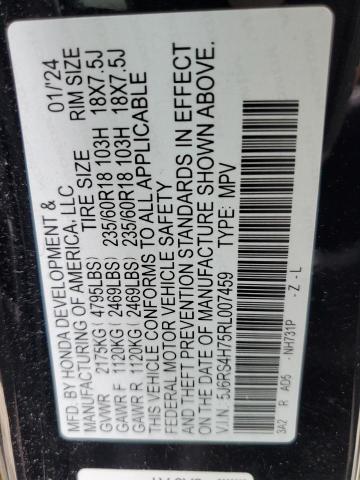 MFD. BY HONDA DEVELOPMENT & 01/'24
MANUFACTURING OF AMERICA, LLC
TIRE SIZE RIM SIZE
GVWR 2175KG (4795LBS)
GAWR F 1120KG (2469LBS) 235/60R18 103H 18X7.5J
GAWR R 1120KG (2469LBS) 235/60R18 103H 18X7.5J
THIS VEHICLE CONFORMS TO ALL APPLICABLE
FEDERAL MOTOR VEHICLE SAFETY
AND THEFT PREVENTION STANDARDS IN EFFECT
ON THE DATE OF MANUFACTURE SHOWN ABOVE.
V.I.N. 5J6RS4H75RL007459 TYPE: MPV
3A2 R AD5 NH731P -Z-L